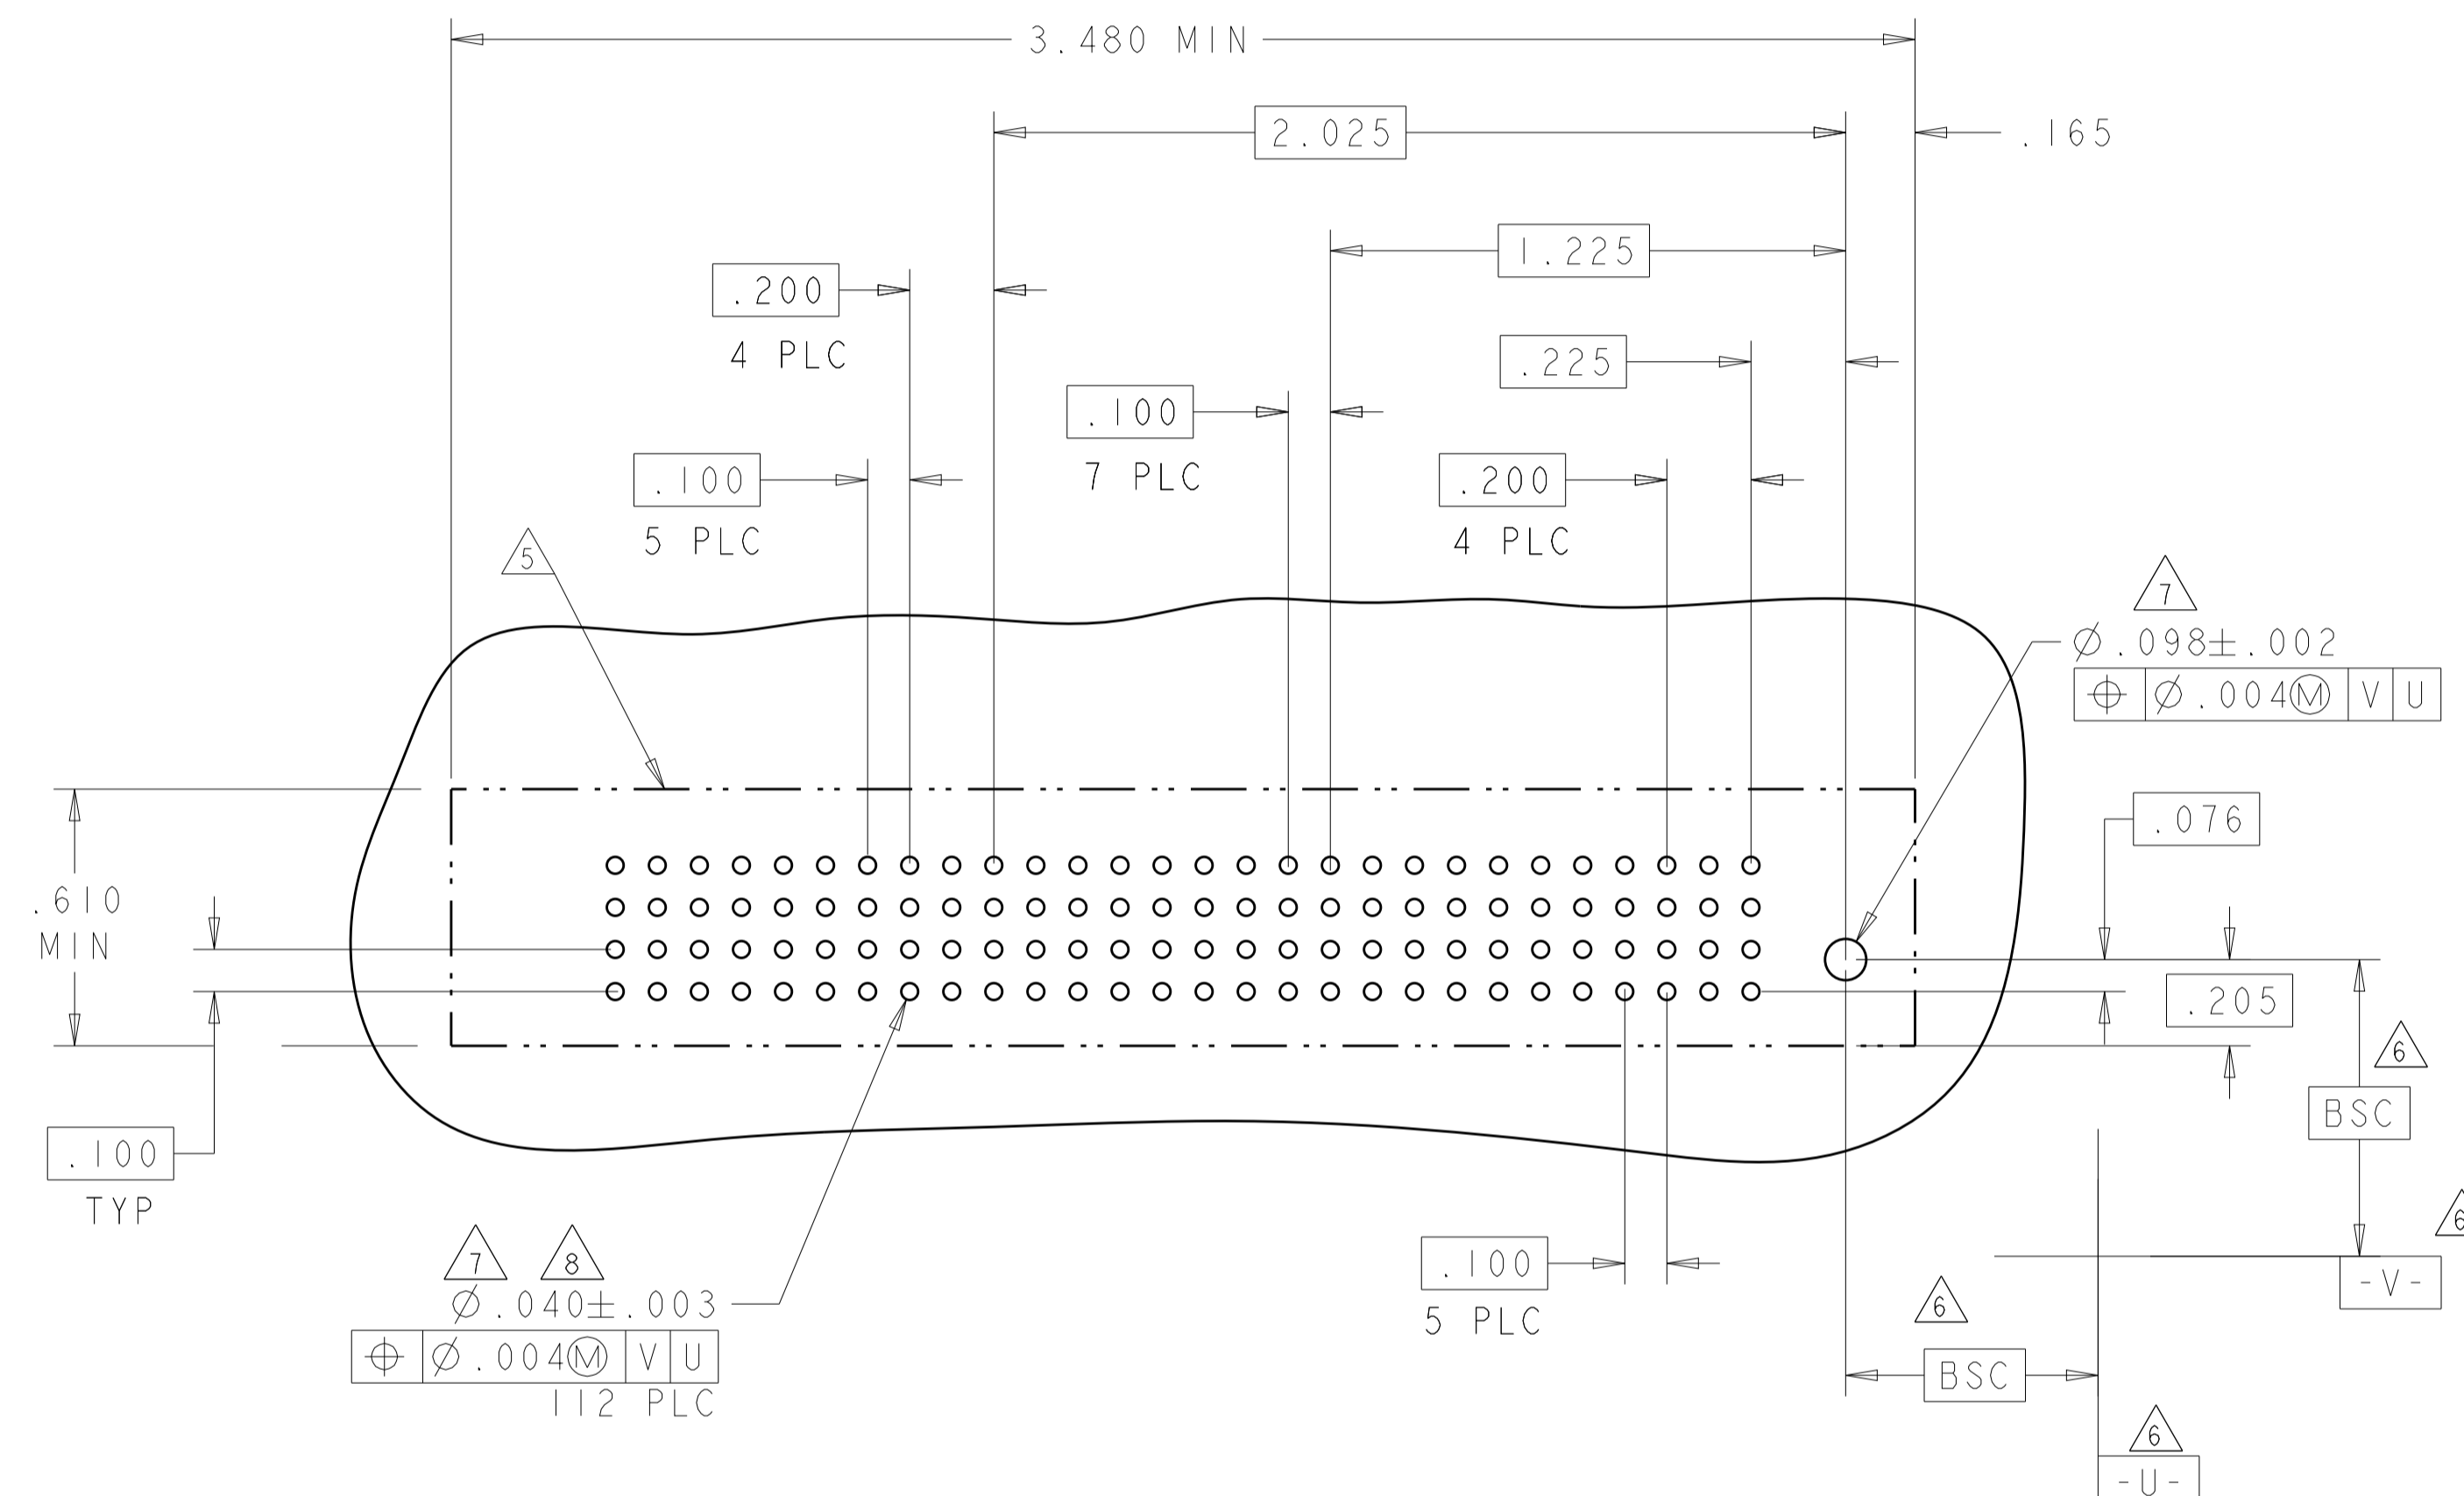 3.480 MIN
2.025
.165
1.225
.200
4 PLC
.225
.100
7 PLC
.100
5 PLC
.200
4 PLC
5
7
⌀.098±.002
⌖ ⌀.004Ⓜ V U
.076
.610
MIN
.205
6
BSC
.100
TYP
6
7 8
⌀.040±.003
⌖ ⌀.004Ⓜ V U
112 PLC
.100
5 PLC
-V-
6
BSC
6
-U-